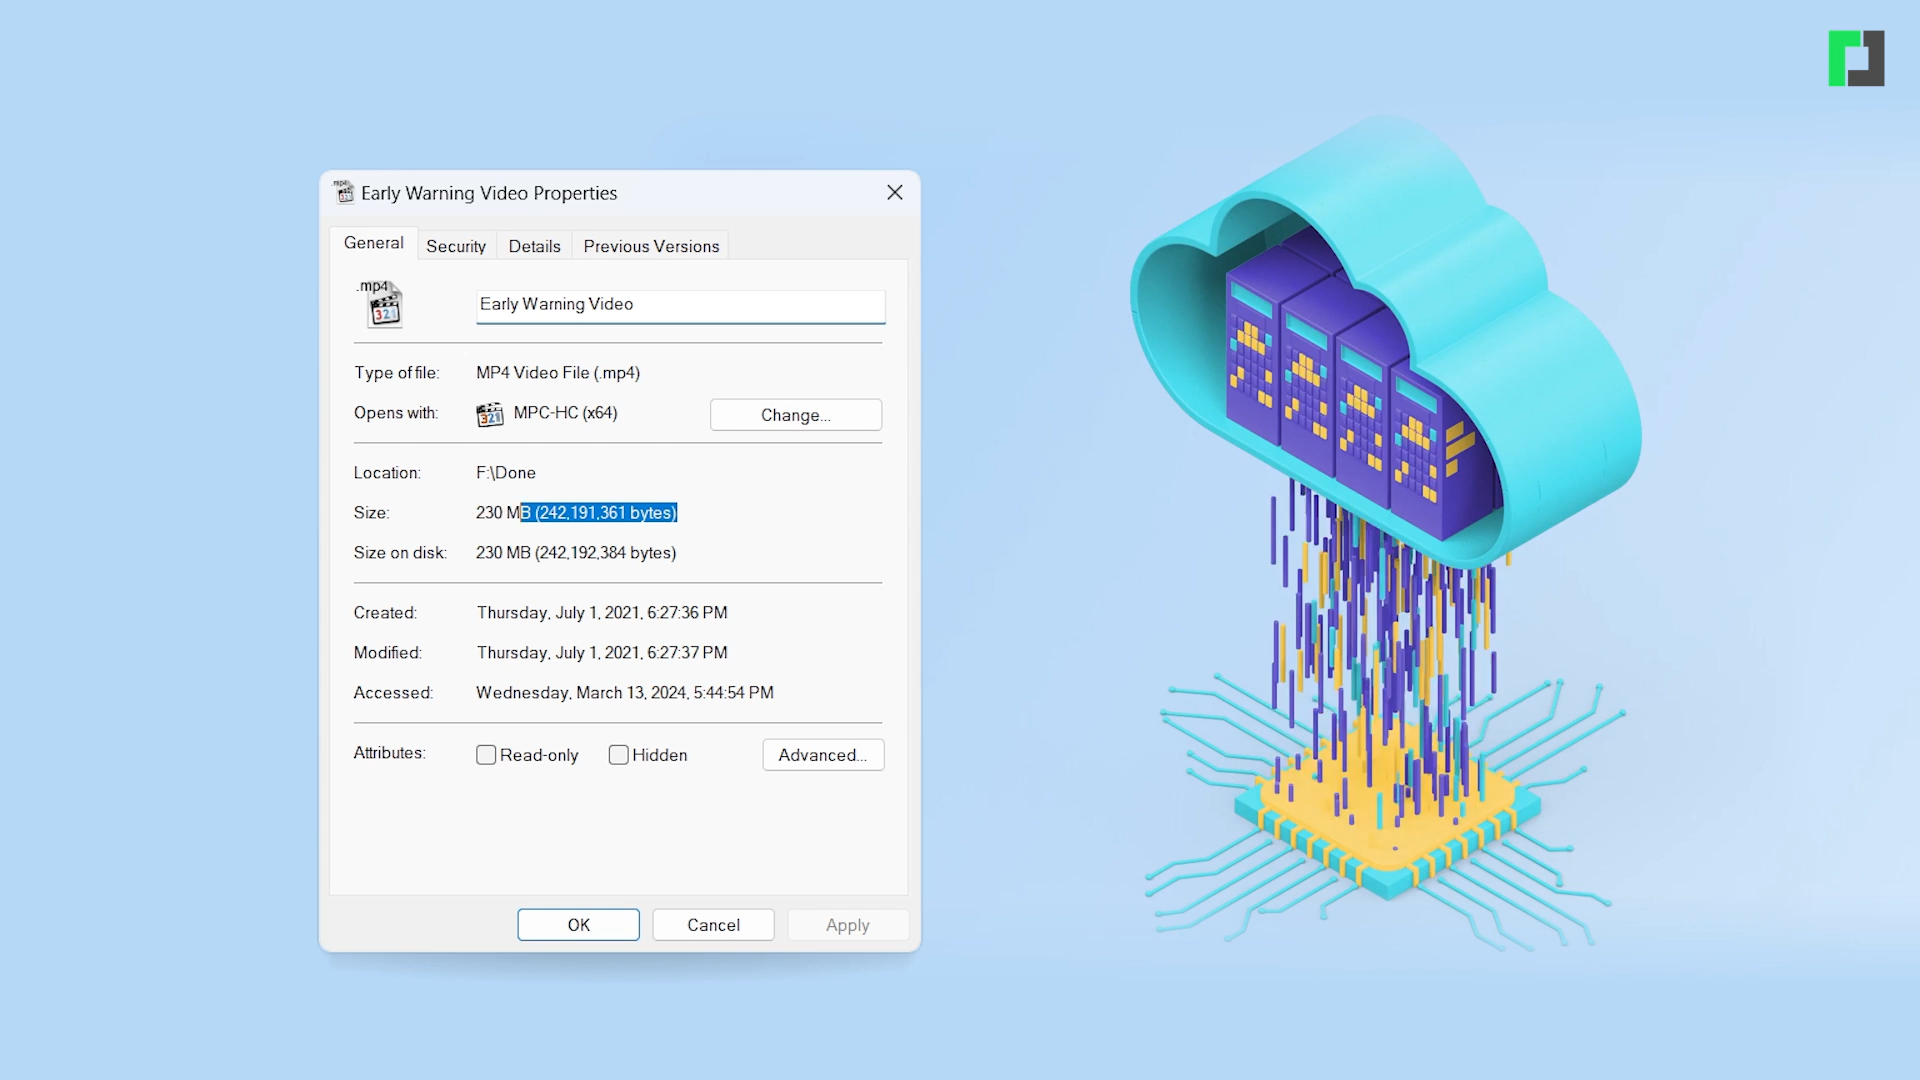 Early Warning Video Properties
General Security Details Previous Versions
.mp4
Early Warning Video
Type of file: MP4 Video File (.mp4)
Opens with: MPC-HC (x64) Change...
Location: F:\Done
Size: 230 MB (242,191,361 bytes)
Size on disk: 230 MB (242,192,384 bytes)
Created: Thursday, July 1, 2021, 6:27:36 PM
Modified: Thursday, July 1, 2021, 6:27:37 PM
Accessed: Wednesday, March 13, 2024, 5:44:54 PM
Attributes: Read-only Hidden Advanced...
OK Cancel Apply